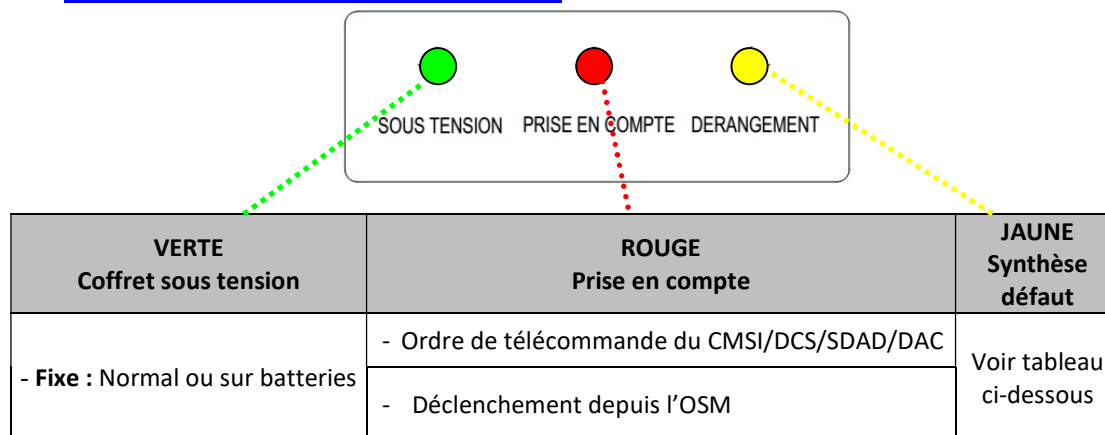 SOUS TENSION PRISE EN COMPTE DERANGEMENT
VERTE
Coffret sous tension
ROUGE
Prise en compte
JAUNE
Synthèse
défaut
- Fixe : Normal ou sur batteries
- Ordre de télécommande du CMSI/DCS/SDAD/DAC
- Déclenchement depuis l’OSM
Voir tableau
ci-dessous